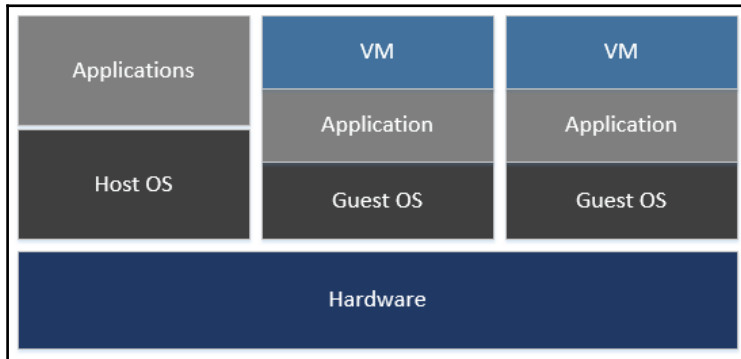 Applications
Host OS
VM
Application
Guest OS
VM
Application
Guest OS
Hardware